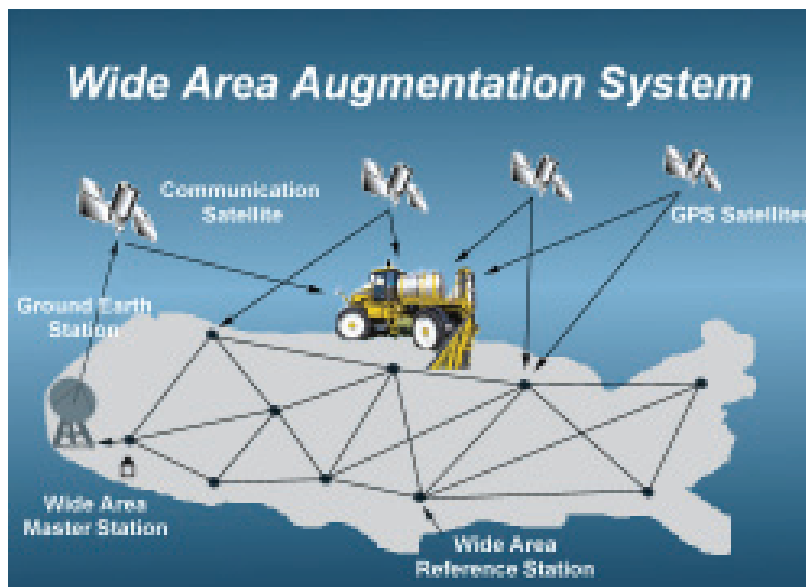 Wide Area Augmentation System
Communication
Satellite
GPS Satellites
Ground Earth
Station
Wide Area
Master Station
Wide Area
Reference Station